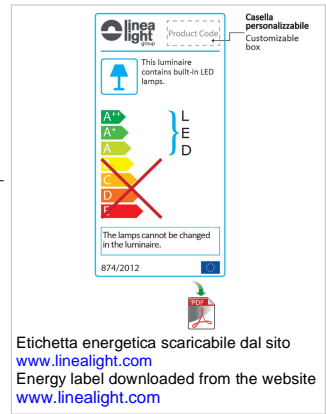 linea
light
group
Product Code
Casella
personalizzabile
Customizable
box
This luminaire
contains built-in LED
lamps.
A++
A+
A
C
D
E
L
E
D
The lamps cannot be changed
in the luminaire.
874/2012
PDF
Etichetta energetica scaricabile dal sito
www.linealight.com
Energy label downloaded from the website
www.linealight.com